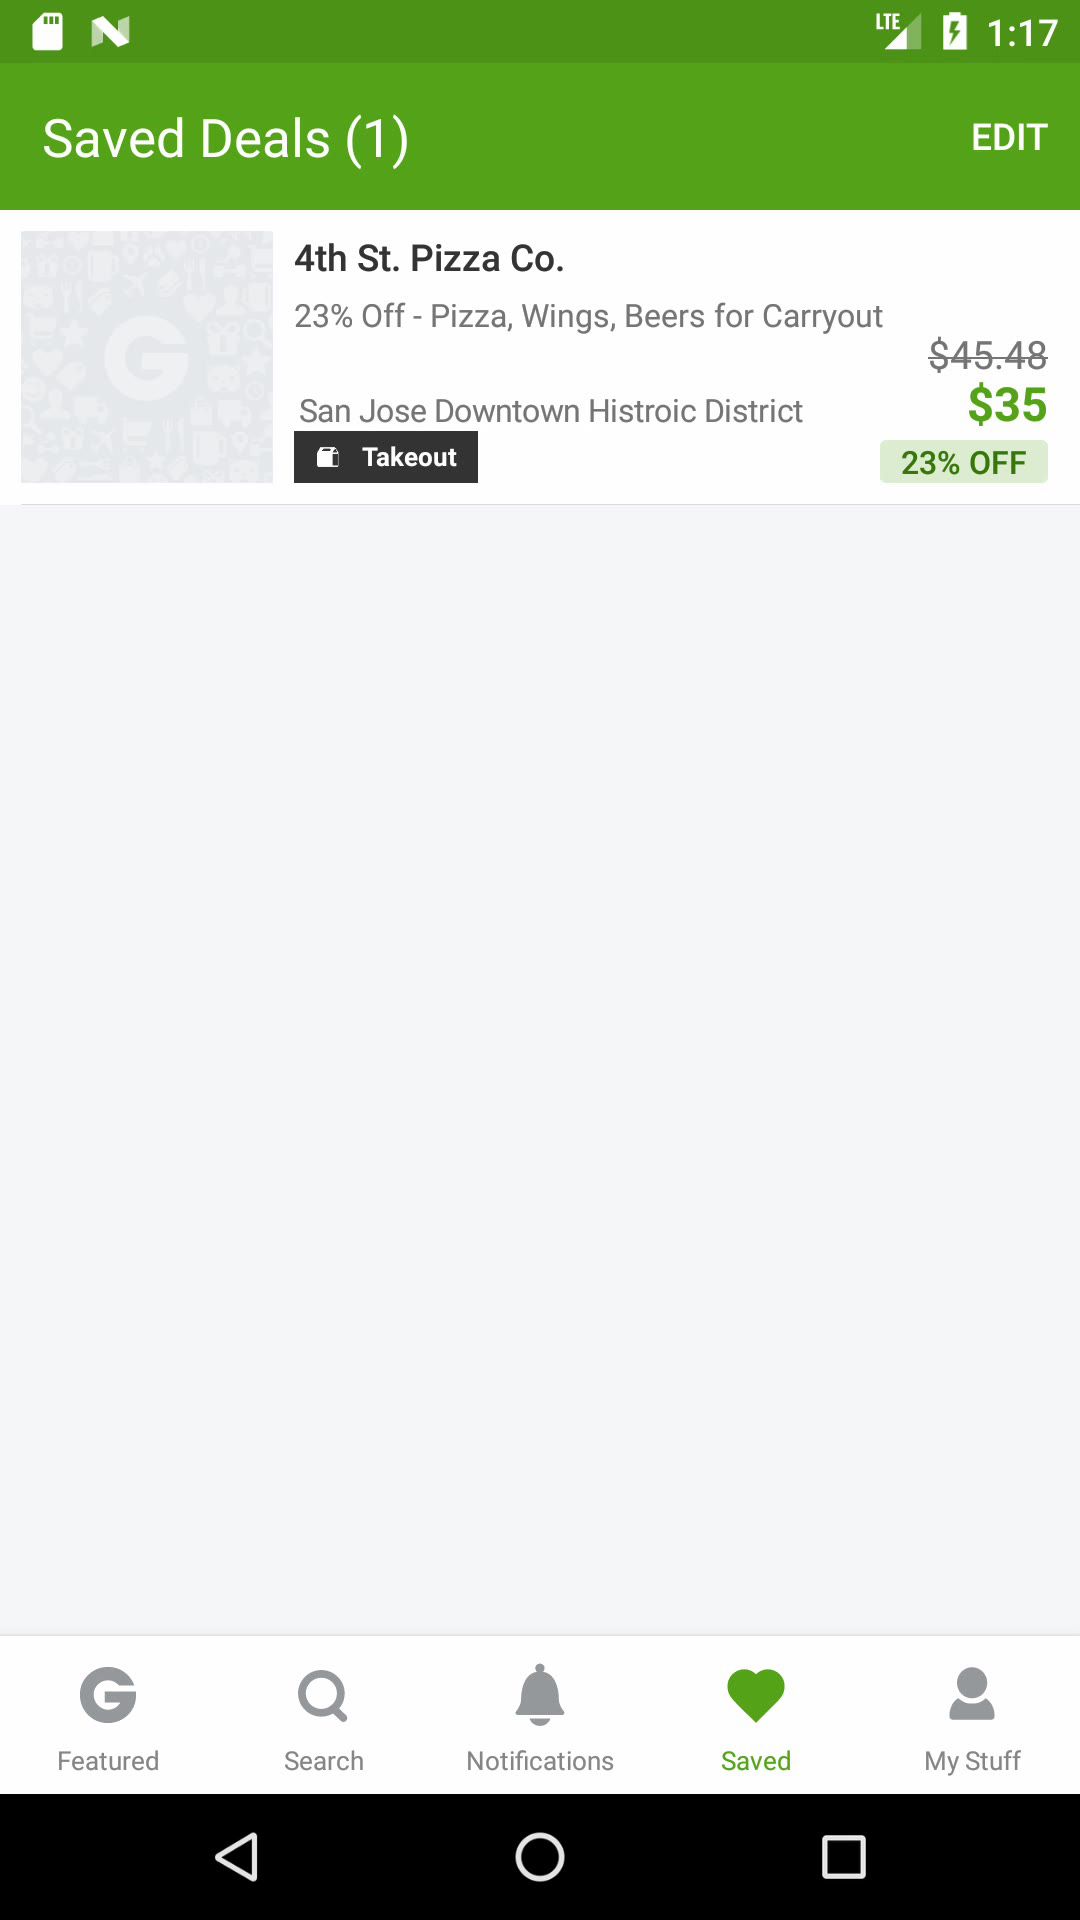 LTE 1:17
Saved Deals (1) EDIT
4th St. Pizza Co.
23% Off - Pizza, Wings, Beers for Carryout
$45.48
San Jose Downtown Histroic District $35
Takeout 23% OFF
Featured Search Notifications Saved My Stuff